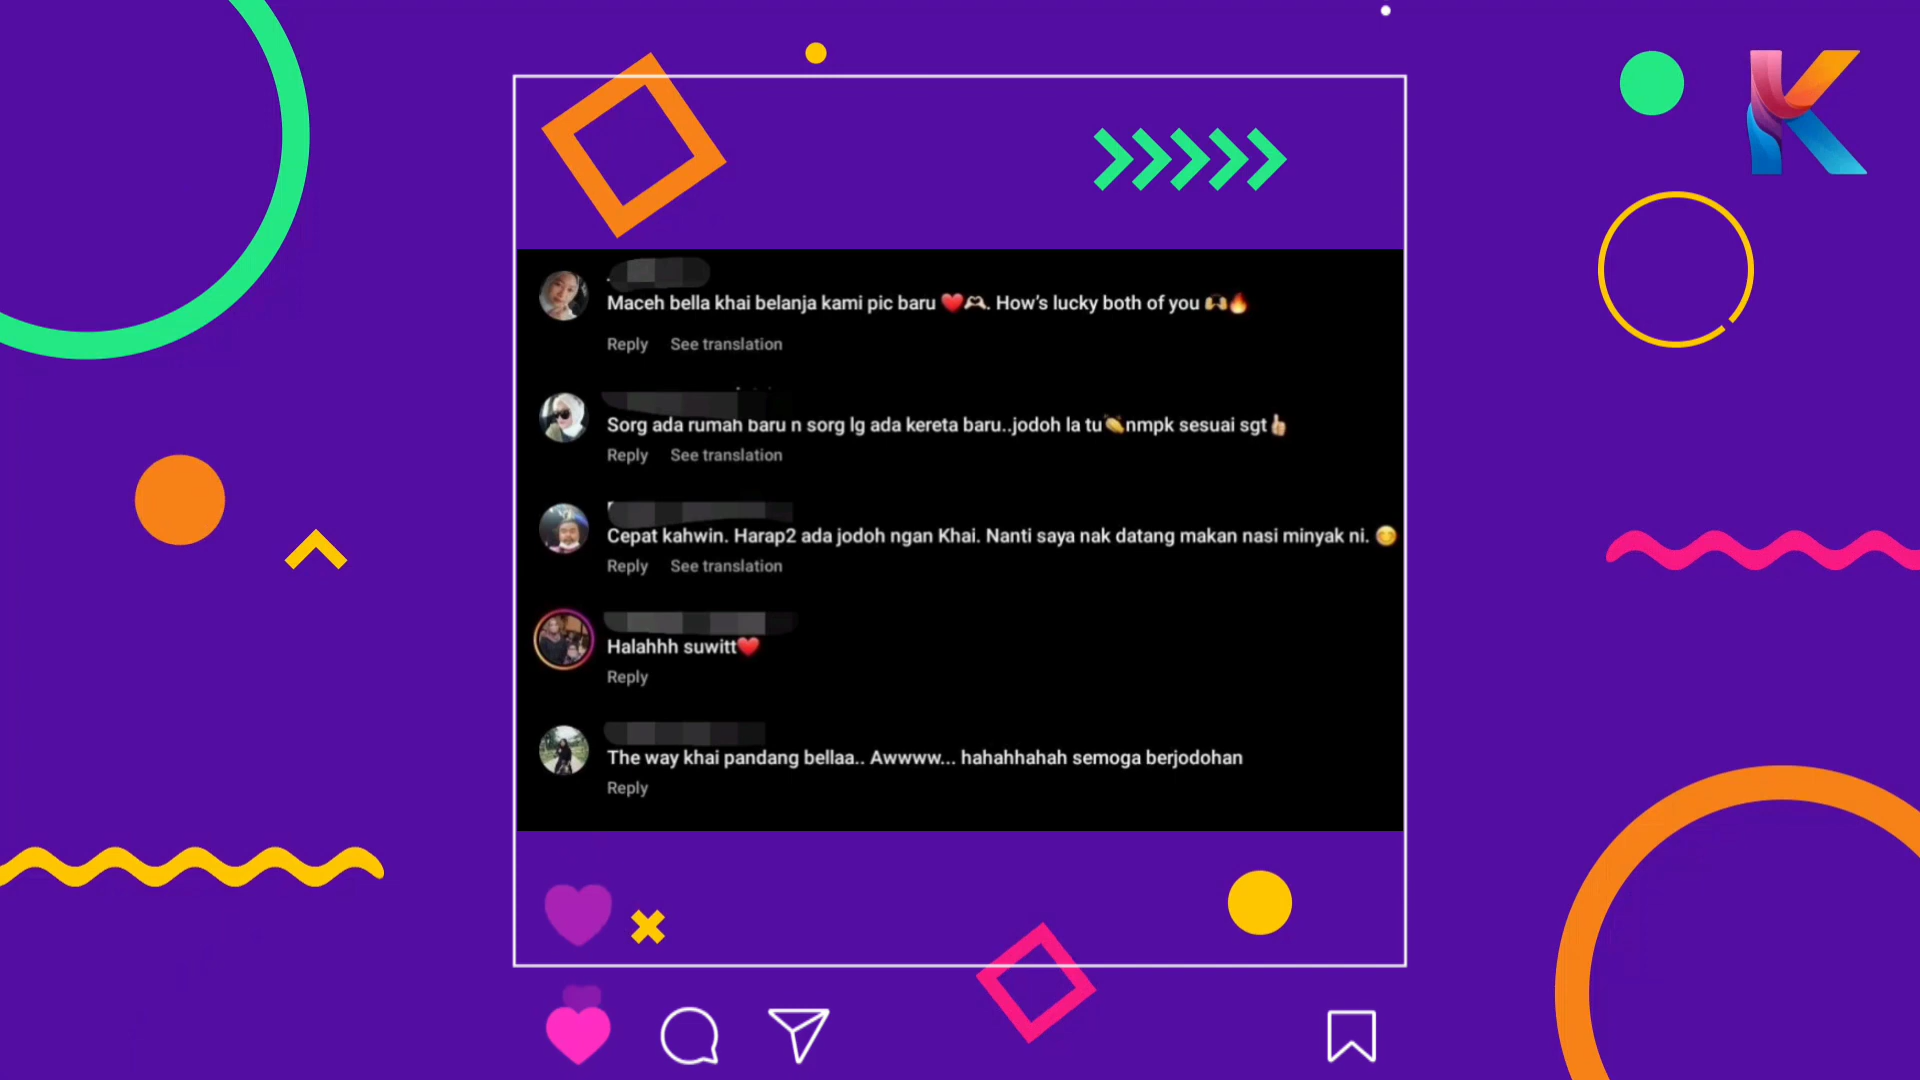 Maceh bella khai belanja kami pic baru ❤️🫶. How's lucky both of you 🫶🔥
Reply See translation
Sorg ada rumah baru n sorg lg ada kereta baru..jodoh la tu👏nmpk sesuai sgt👍
Reply See translation
Cepat kahwin. Harap2 ada jodoh ngan Khai. Nanti saya nak datang makan nasi minyak ni. 😊
Reply See translation
Halahhh suwitt❤️
Reply
The way khai pandang bellaa.. Awwww... hahahhahah semoga berjodohan
Reply
K